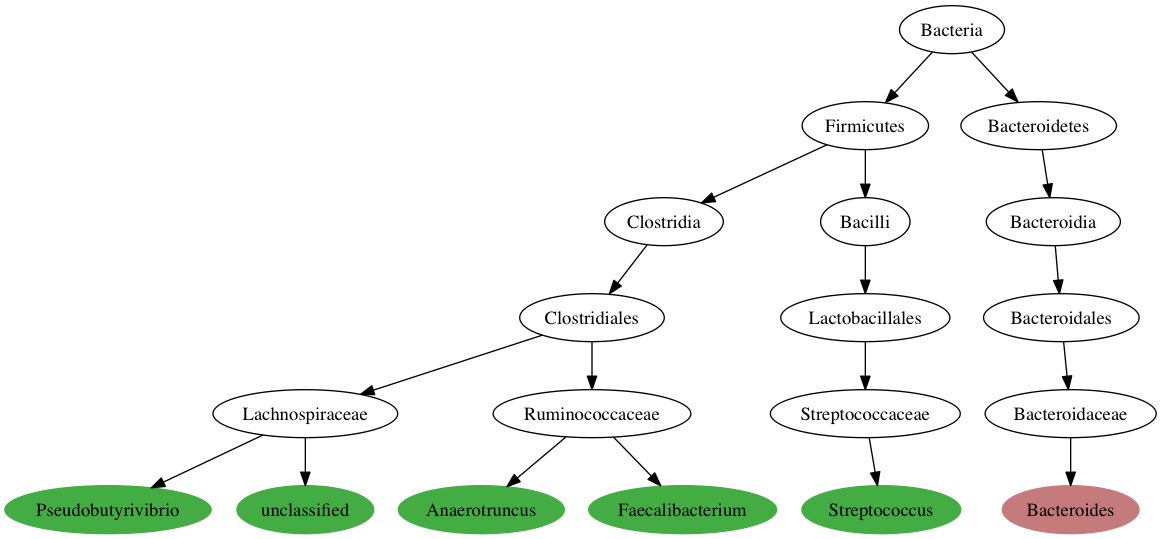 Bacteria
Firmicutes
Bacteroidetes
Clostridia
Bacilli
Bacteroidia
Clostridiales
Lactobacillales
Bacteroidales
Lachnospiraceae
Ruminococcaceae
Streptococcaceae
Bacteroidaceae
Pseudobutyrivibrio
unclassified
Anaerotruncus
Faecalibacterium
Streptococcus
Bacteroides